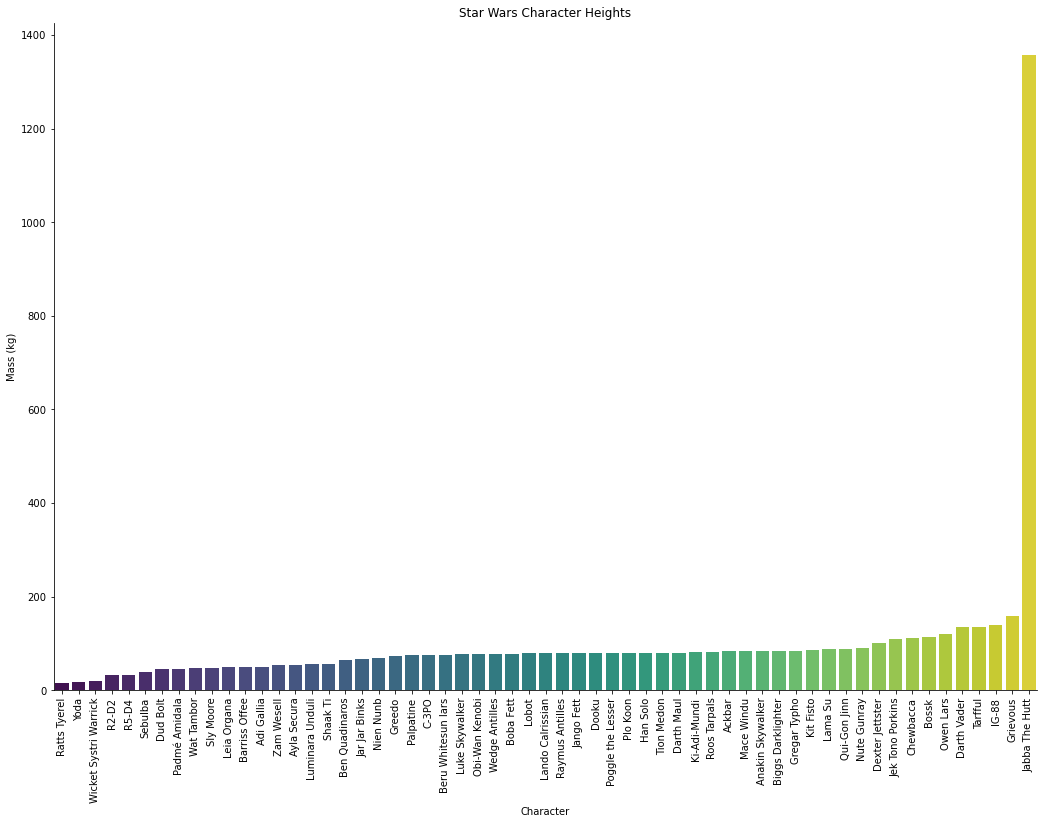 Star Wars Character Heights
1400
1200
1000
800
600
400
200
0
Mass (kg)
Ratts Tyerel
Yoda
Wicket Systri Warrick
R2-D2
R5-D4
Sebulba
Dud Bolt
Padmé Amidala
Wat Tambor
Sly Moore
Leia Organa
Barriss Offee
Adi Gallia
Zam Wesell
Ayla Secura
Luminara Unduli
Shaak Ti
Ben Quadinaros
Jar Jar Binks
Nien Nunb
Greedo
Palpatine
C-3PO
Beru Whitesun lars
Luke Skywalker
Obi-Wan Kenobi
Wedge Antilles
Boba Fett
Lobot
Lando Calrissian
Raymus Antilles
Jango Fett
Dooku
Poggle the Lesser
Plo Koon
Han Solo
Tion Medon
Darth Maul
Ki-Adi-Mundi
Roos Tarpals
Ackbar
Mace Windu
Anakin Skywalker
Biggs Darklighter
Gregar Typho
Kit Fisto
Lama Su
Qui-Gon Jinn
Nute Gunray
Dexter Jettster
Jek Tono Porkins
Chewbacca
Bossk
Owen Lars
Darth Vader
Tarfful
IG-88
Grievous
Jabba The Hutt
Character